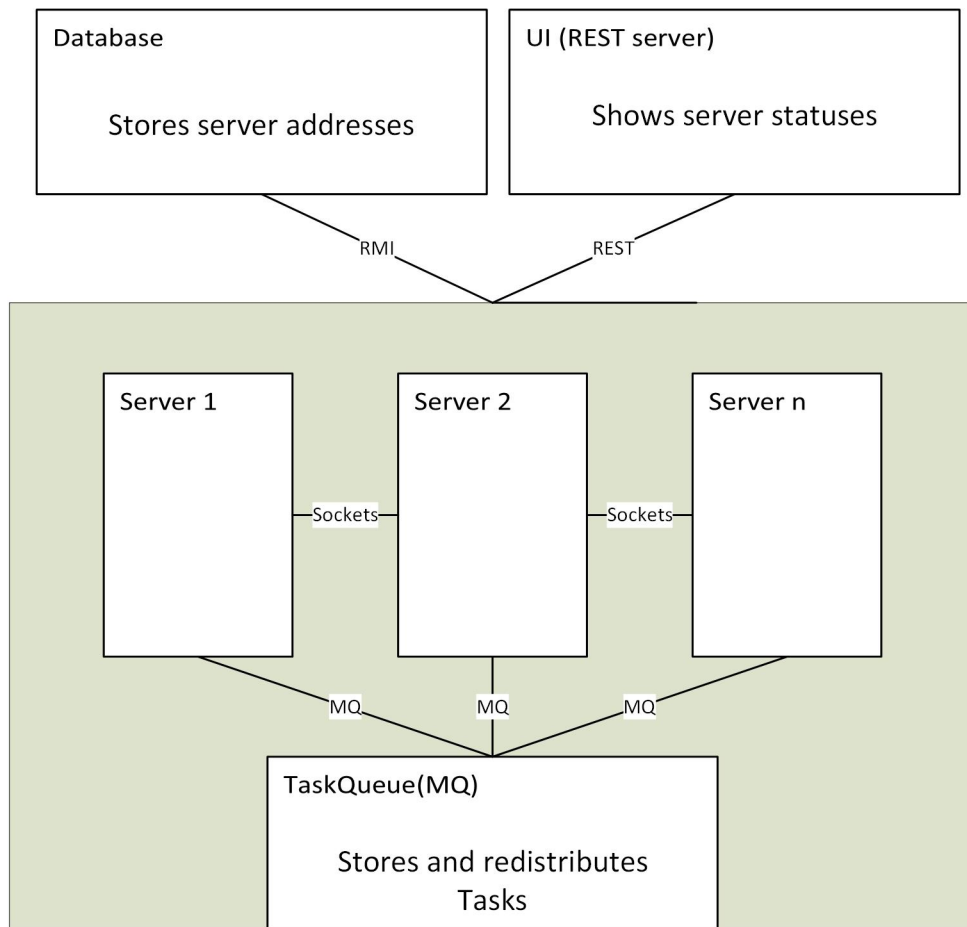 Database
Stores server addresses
UI (REST server)
Shows server statuses
RMI
REST
Server 1
Server 2
Server n
Sockets
Sockets
MQ
MQ
MQ
TaskQueue(MQ)
Stores and redistributes
Tasks